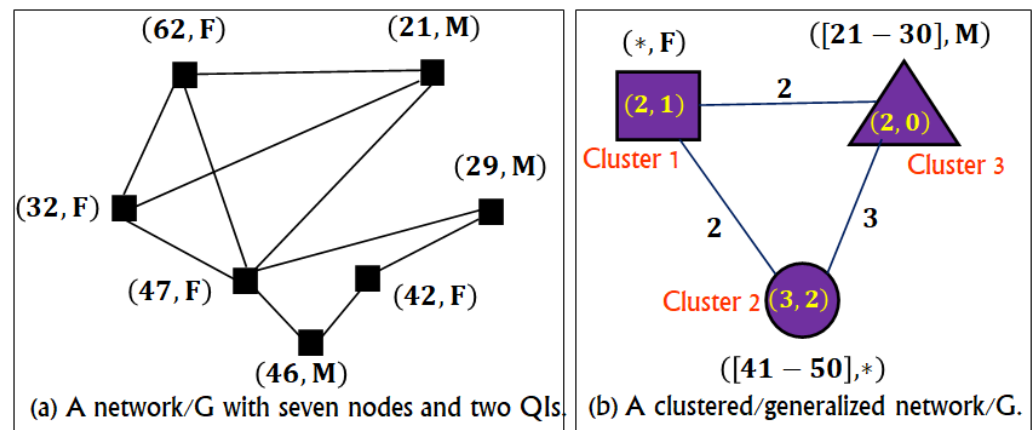 (62, F)
(21, M)
(29, M)
(32, F)
(47, F)
(42, F)
(46, M)
(a) A network/G with seven nodes and two QIs.
(∗, F)
([21 − 30], M)
2
(2, 1)
(2, 0)
Cluster 1
Cluster 3
2
3
Cluster 2
(3, 2)
([41 − 50],∗)
(b) A clustered/generalized network/G.